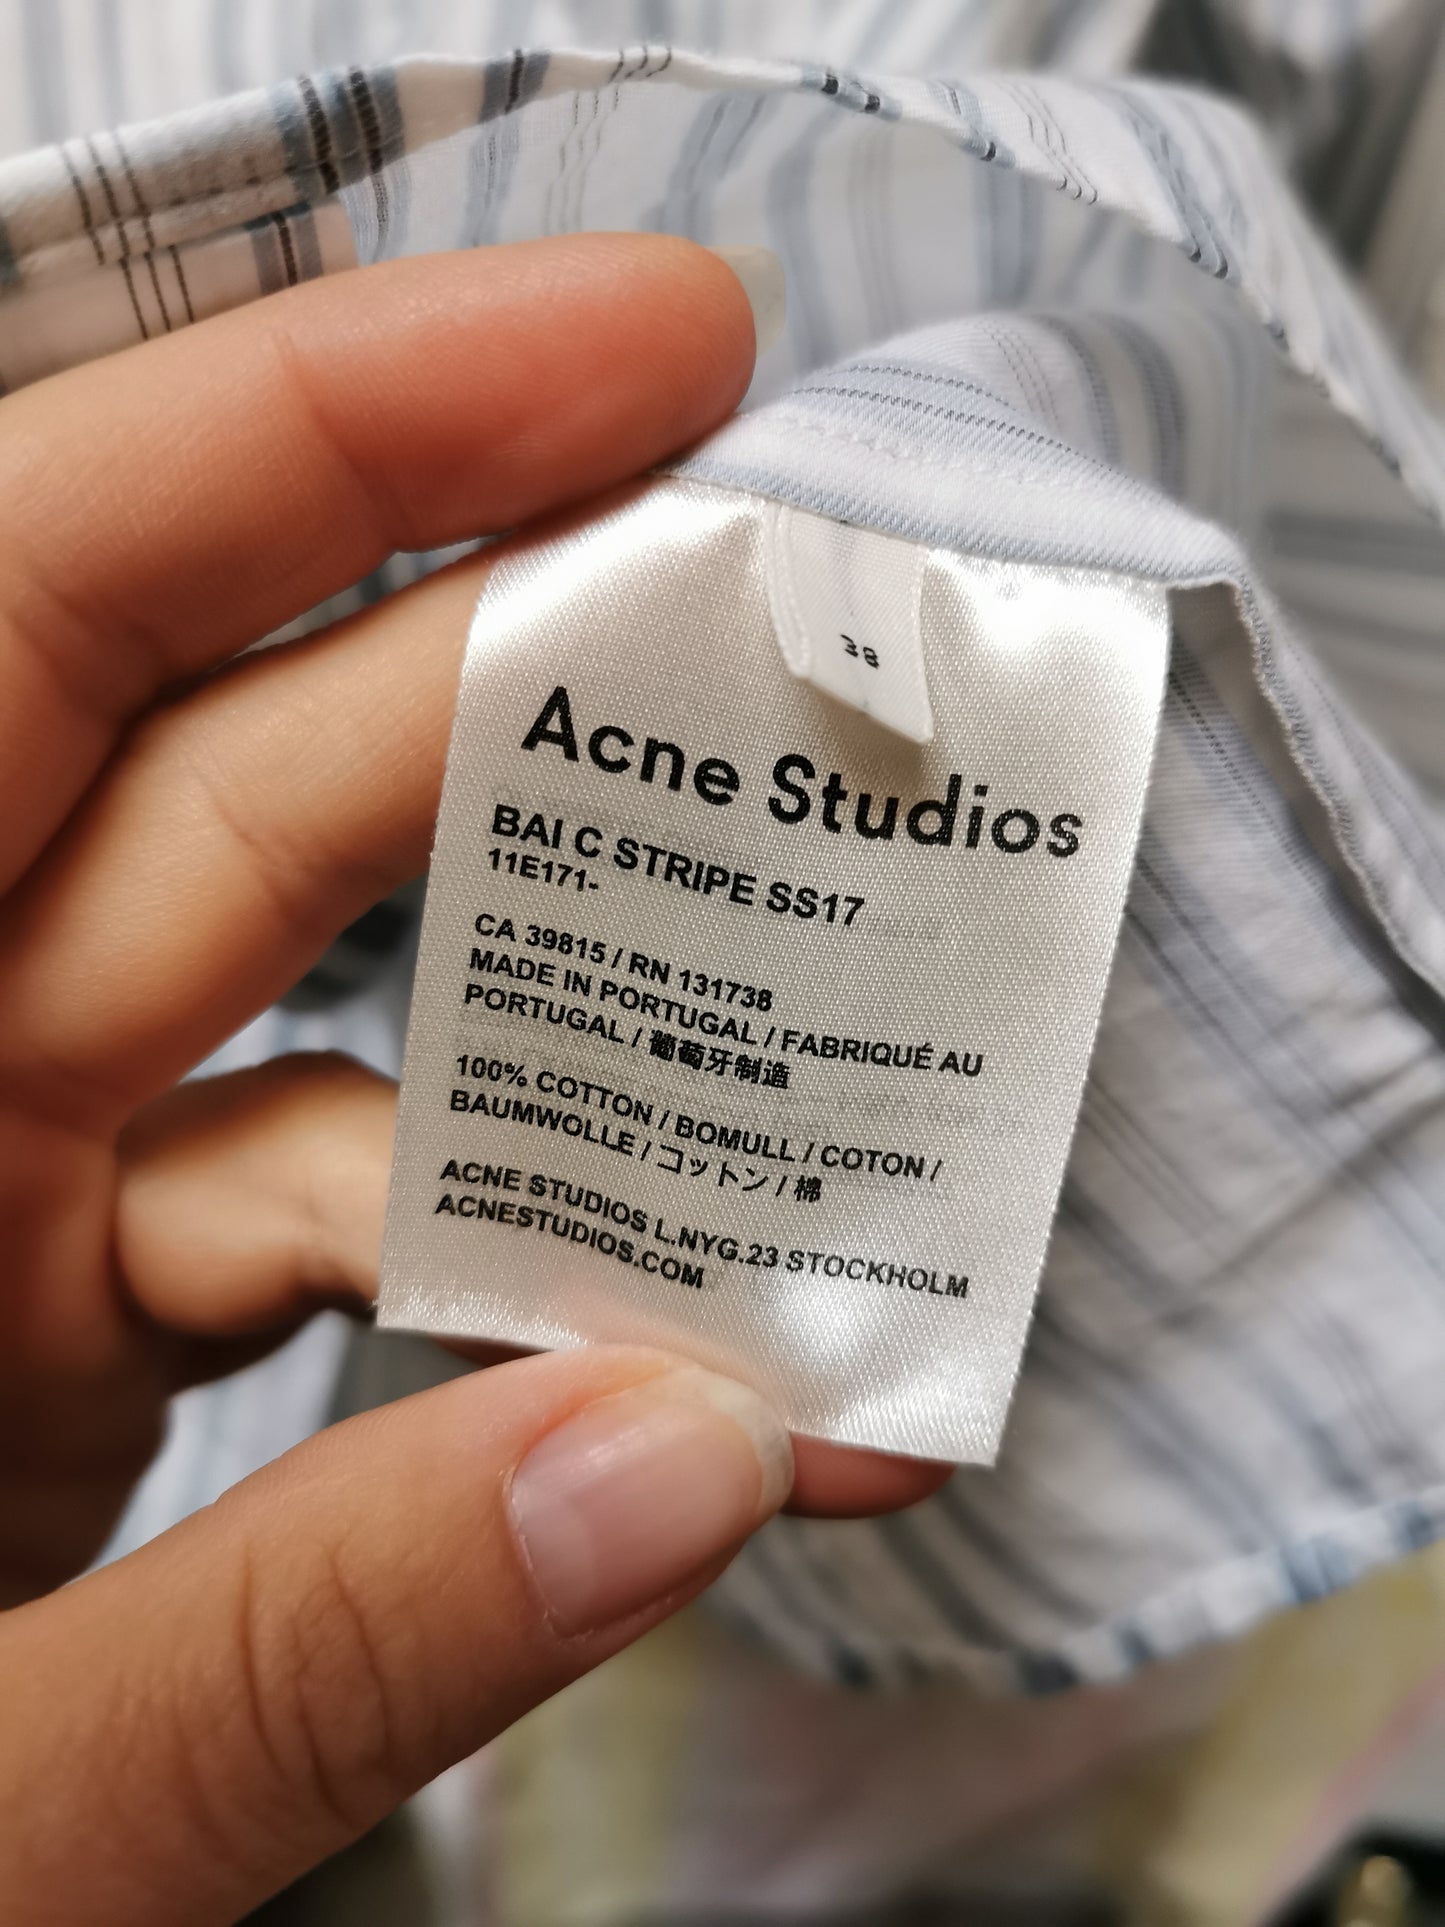 38
Acne Studios
BAI C STRIPE SS17
11E171-
CA 39815 / RN 131738
MADE IN PORTUGAL / FABRIQUÉ AU
PORTUGAL / 葡萄牙制造
100% COTTON / BOMULL / COTON /
BAUMWOLLE / コットン / 棉
ACNE STUDIOS L.NYG.23 STOCKHOLM
ACNESTUDIOS.COM